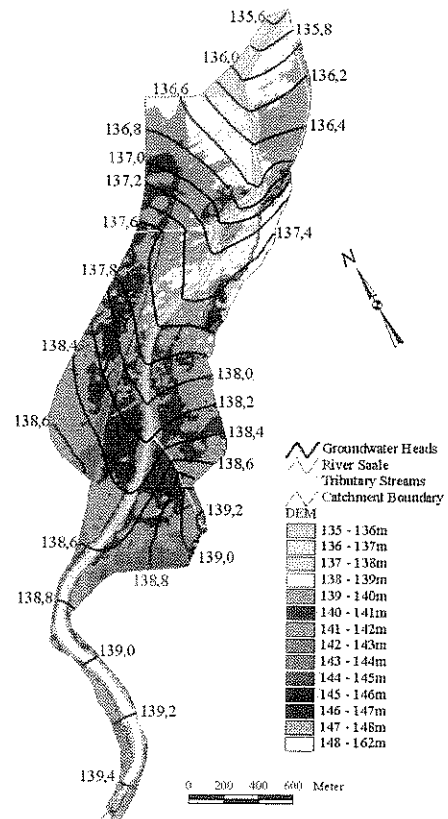 135,6
135,8
136,0
136,2
136,6
136,4
136,8
137,0
137,2
137,6
137,4
N
137,8
138,4
138,0
138,2
138,6
138,4
138,6
139,2
139,0
138,6
138,8
138,8
139,0
139,2
139,4
Groundwater Heads
River Saale
Tributary Streams
Catchment Boundary
DEM
135 - 136m
136 - 137m
137 - 138m
138 - 139m
139 - 140m
140 - 141m
141 - 142m
142 - 143m
143 - 144m
144 - 145m
145 - 146m
146 - 147m
147 - 148m
148 - 162m
0 200 400 600 Meter